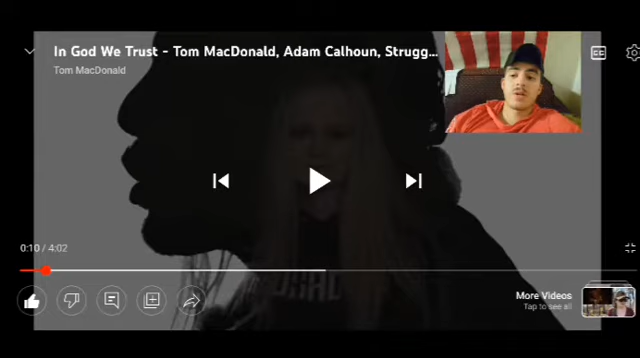 In God We Trust - Tom MacDonald, Adam Calhoun, Strugg...
Tom MacDonald
CC
0:10 / 4:02
More Videos
Tap to see all